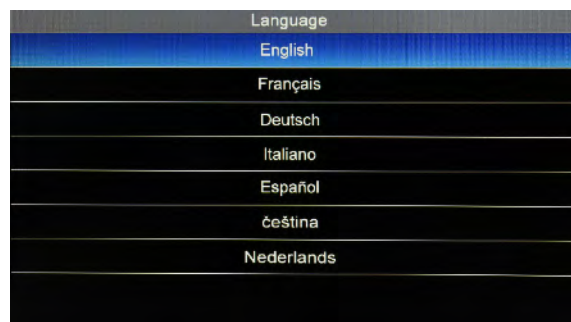 Language
English
Français
Deutsch
Italiano
Español
čeština
Nederlands